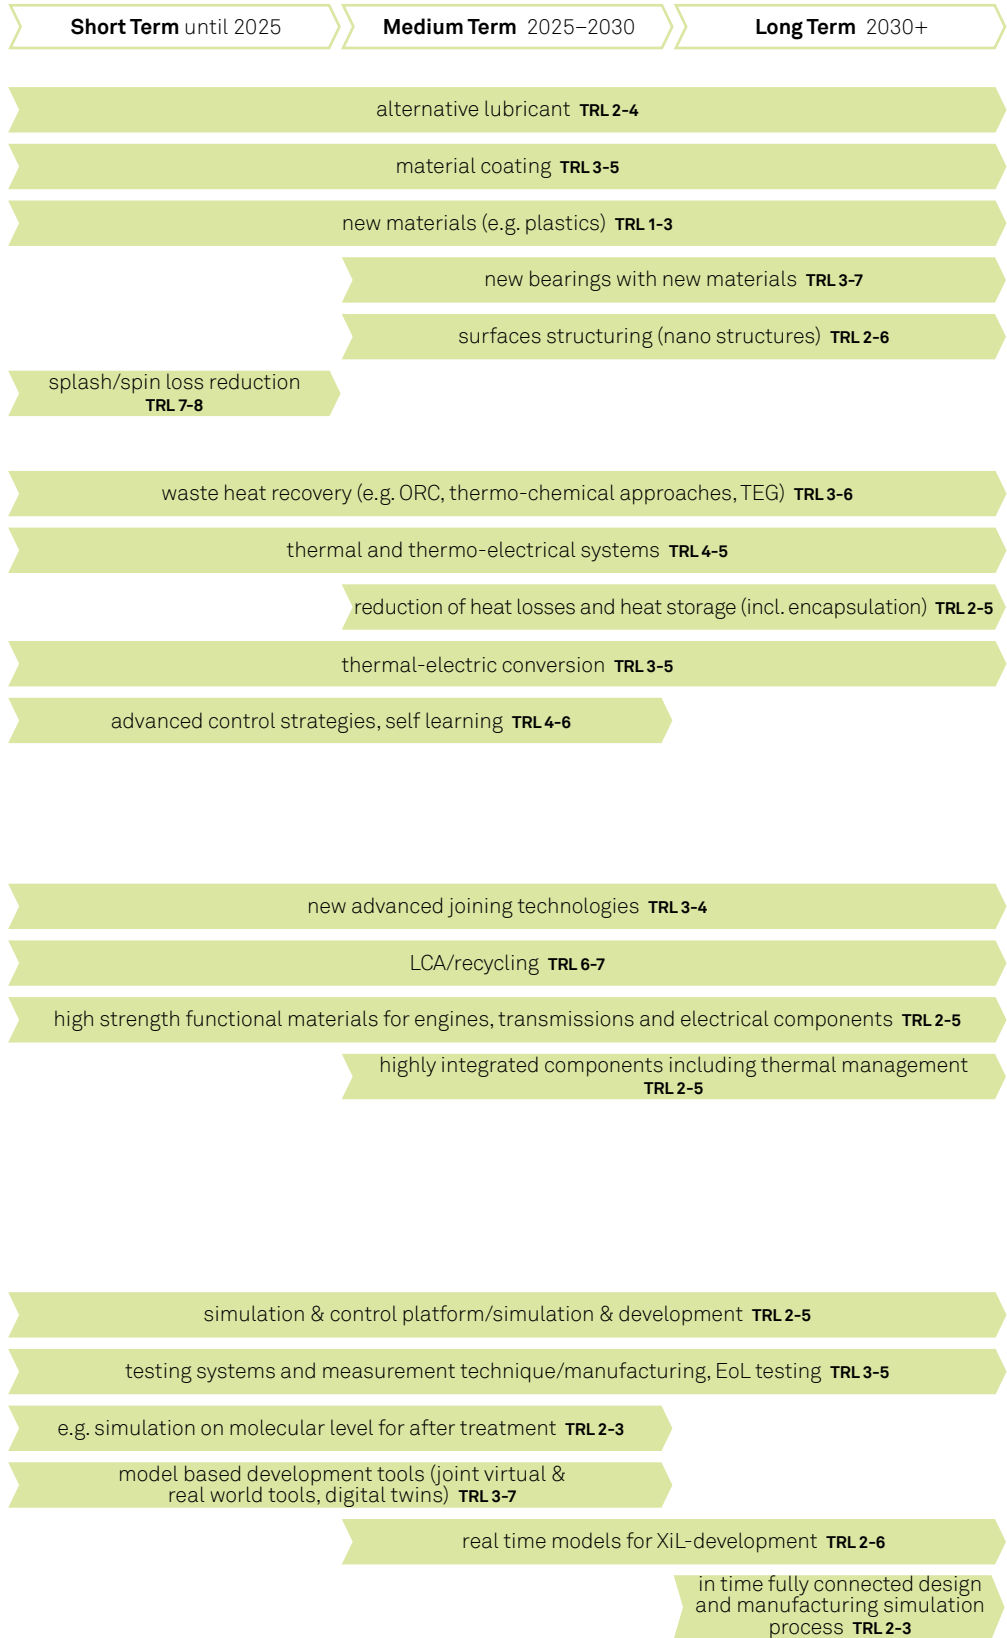 Short Term until 2025
Medium Term 2025–2030
Long Term 2030+
alternative lubricant TRL 2-4
material coating TRL 3-5
new materials (e.g. plastics) TRL 1-3
new bearings with new materials TRL 3-7
surfaces structuring (nano structures) TRL 2-6
splash/spin loss reduction
TRL 7-8
waste heat recovery (e.g. ORC, thermo-chemical approaches, TEG) TRL 3-6
thermal and thermo-electrical systems TRL 4-5
reduction of heat losses and heat storage (incl. encapsulation) TRL 2-5
thermal-electric conversion TRL 3-5
advanced control strategies, self learning TRL 4-6
new advanced joining technologies TRL 3-4
LCA/recycling TRL 6-7
high strength functional materials for engines, transmissions and electrical components TRL 2-5
highly integrated components including thermal management
TRL 2-5
simulation & control platform/simulation & development TRL 2-5
testing systems and measurement technique/manufacturing, EoL testing TRL 3-5
e.g. simulation on molecular level for after treatment TRL 2-3
model based development tools (joint virtual &
real world tools, digital twins) TRL 3-7
real time models for XiL-development TRL 2-6
in time fully connected design
and manufacturing simulation
process TRL 2-3